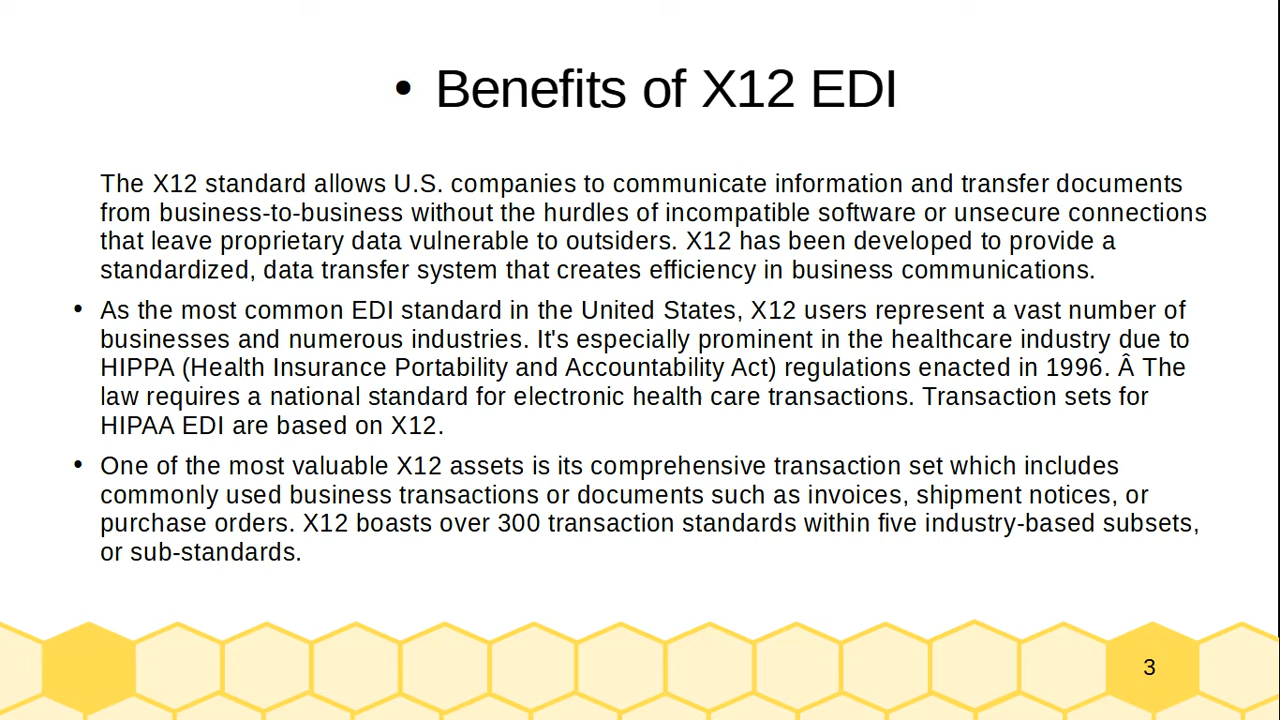 • Benefits of X12 EDI
The X12 standard allows U.S. companies to communicate information and transfer documents
from business-to-business without the hurdles of incompatible software or unsecure connections
that leave proprietary data vulnerable to outsiders. X12 has been developed to provide a
standardized, data transfer system that creates efficiency in business communications.
• As the most common EDI standard in the United States, X12 users represent a vast number of
businesses and numerous industries. It's especially prominent in the healthcare industry due to
HIPPA (Health Insurance Portability and Accountability Act) regulations enacted in 1996. Â The
law requires a national standard for electronic health care transactions. Transaction sets for
HIPAA EDI are based on X12.
• One of the most valuable X12 assets is its comprehensive transaction set which includes
commonly used business transactions or documents such as invoices, shipment notices, or
purchase orders. X12 boasts over 300 transaction standards within five industry-based subsets,
or sub-standards.
3